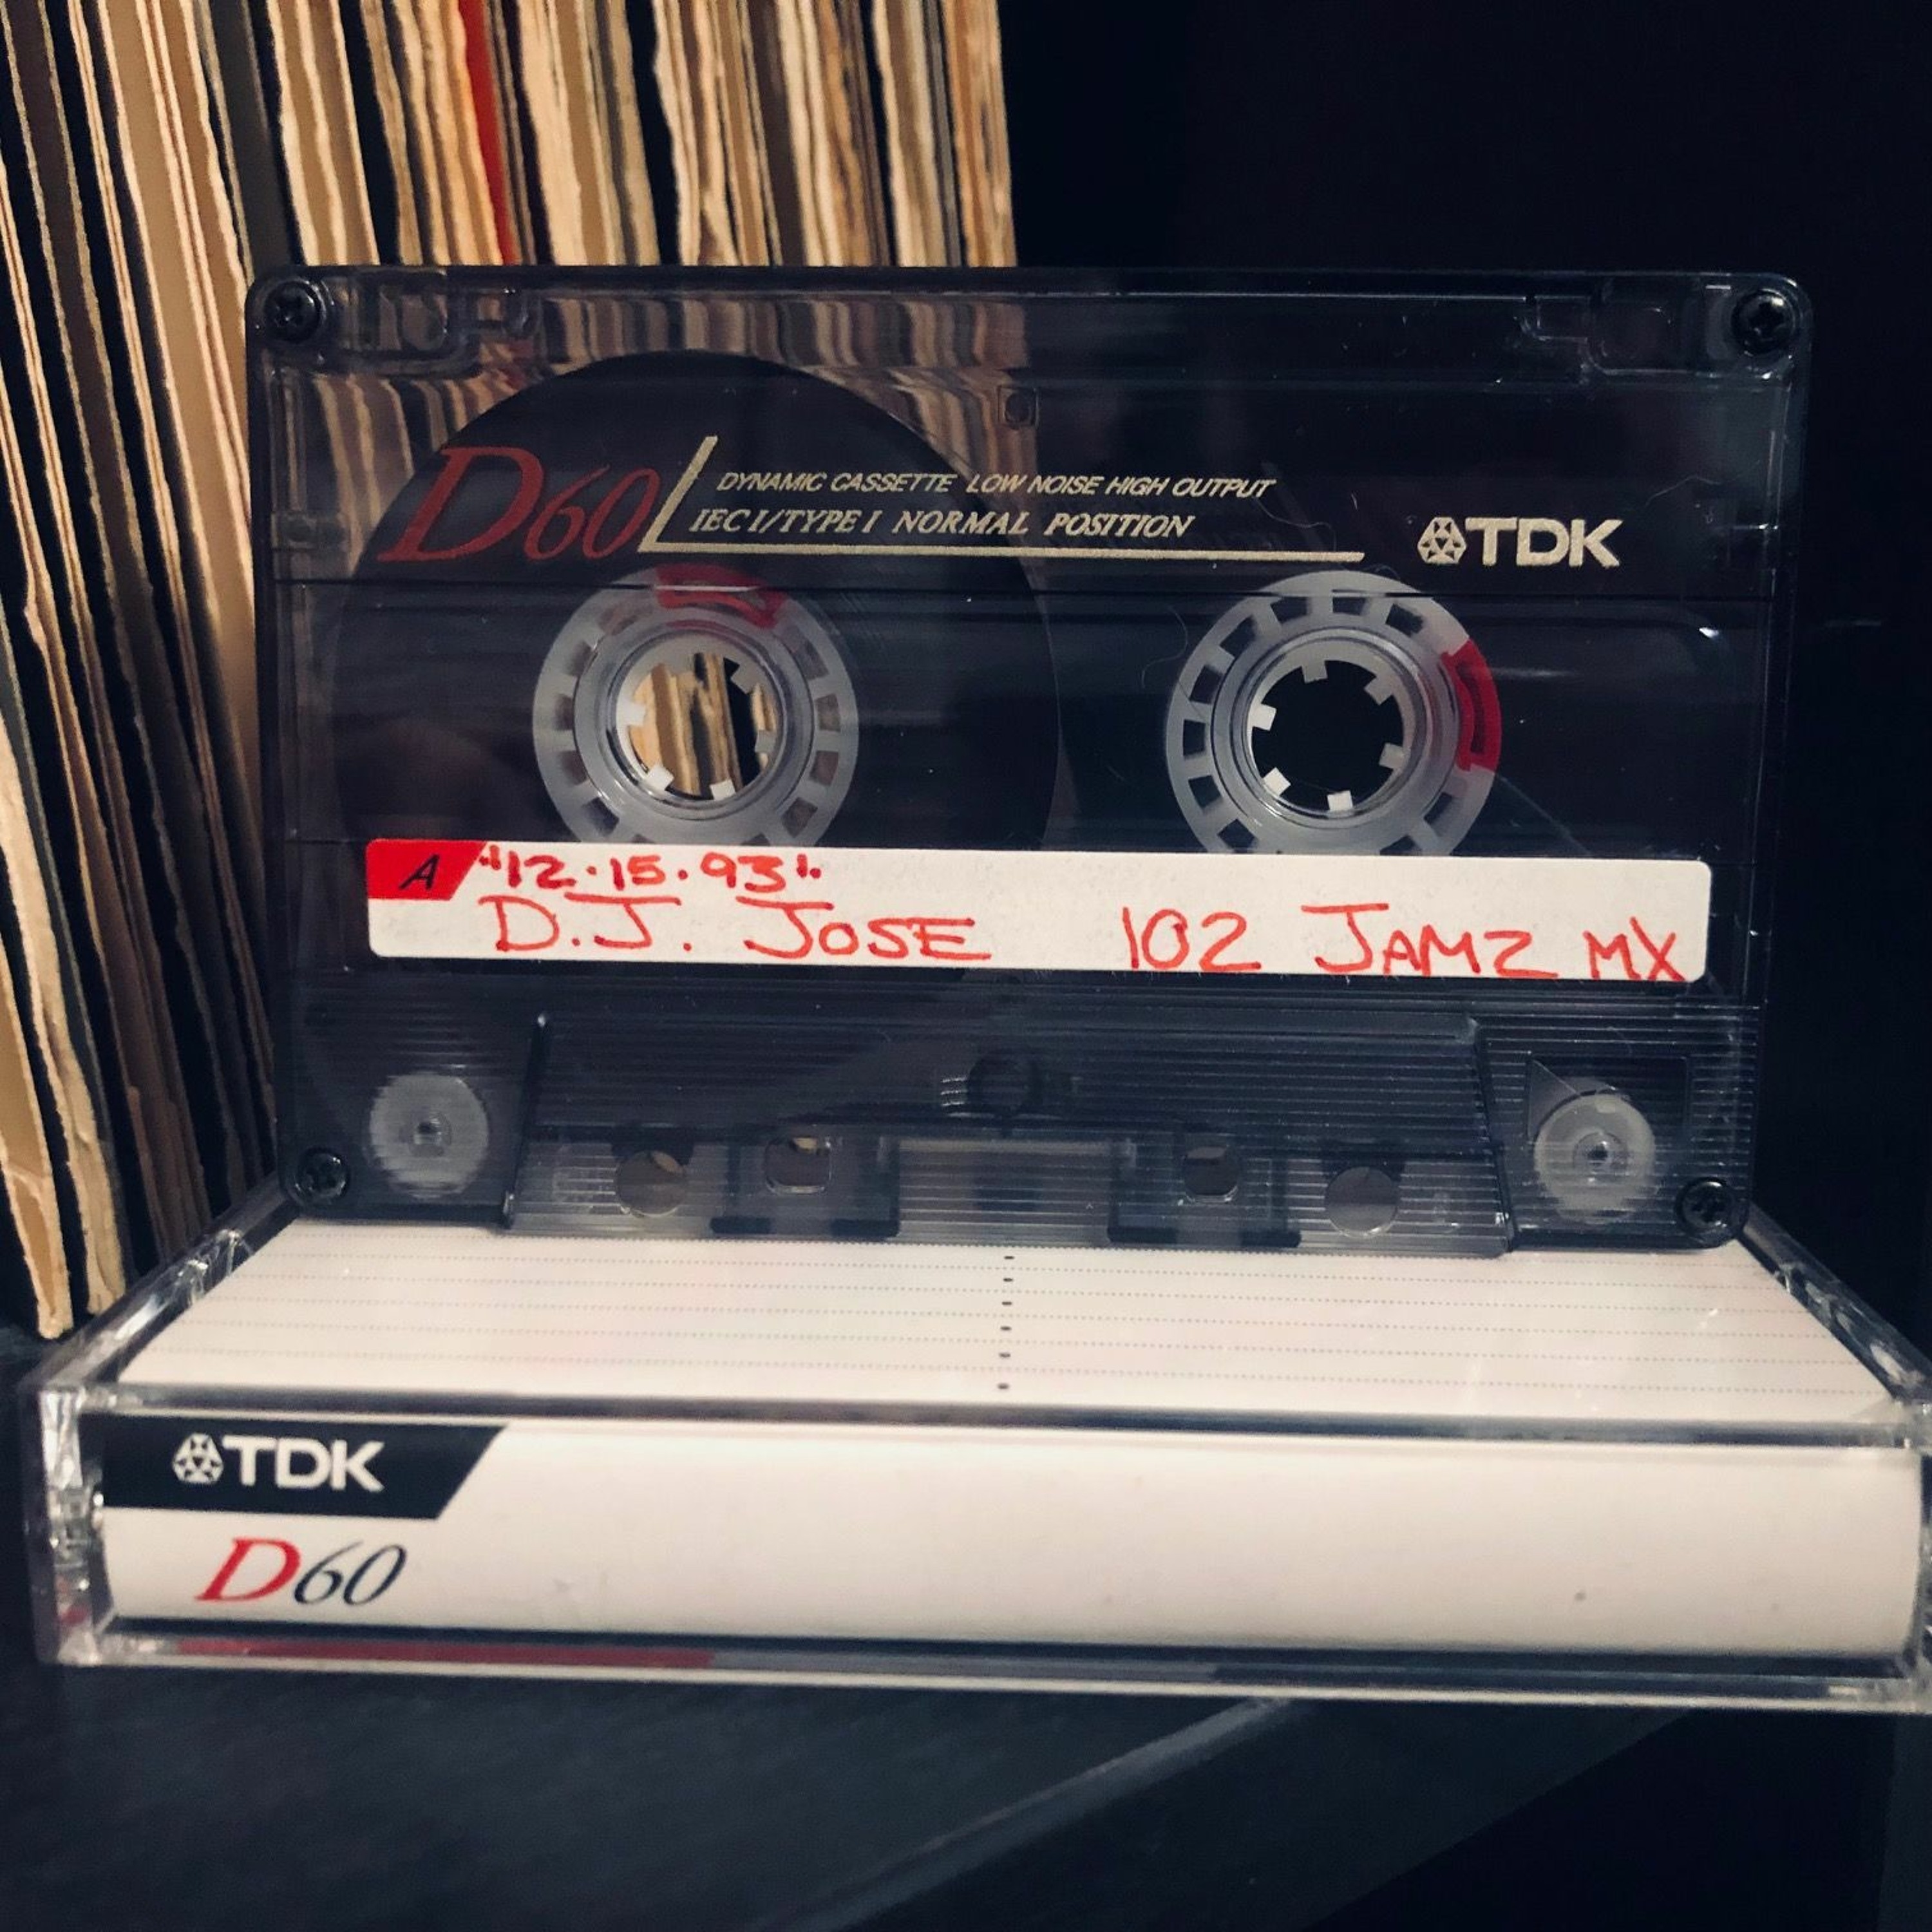 D60 DYNAMIC CASSETTE LOW NOISE HIGH OUTPUT
IEC I/TYPE I NORMAL POSITION
TDK
A "12.15.93".
D.J. JOSE 102 JAMZ MX
TDK
D60